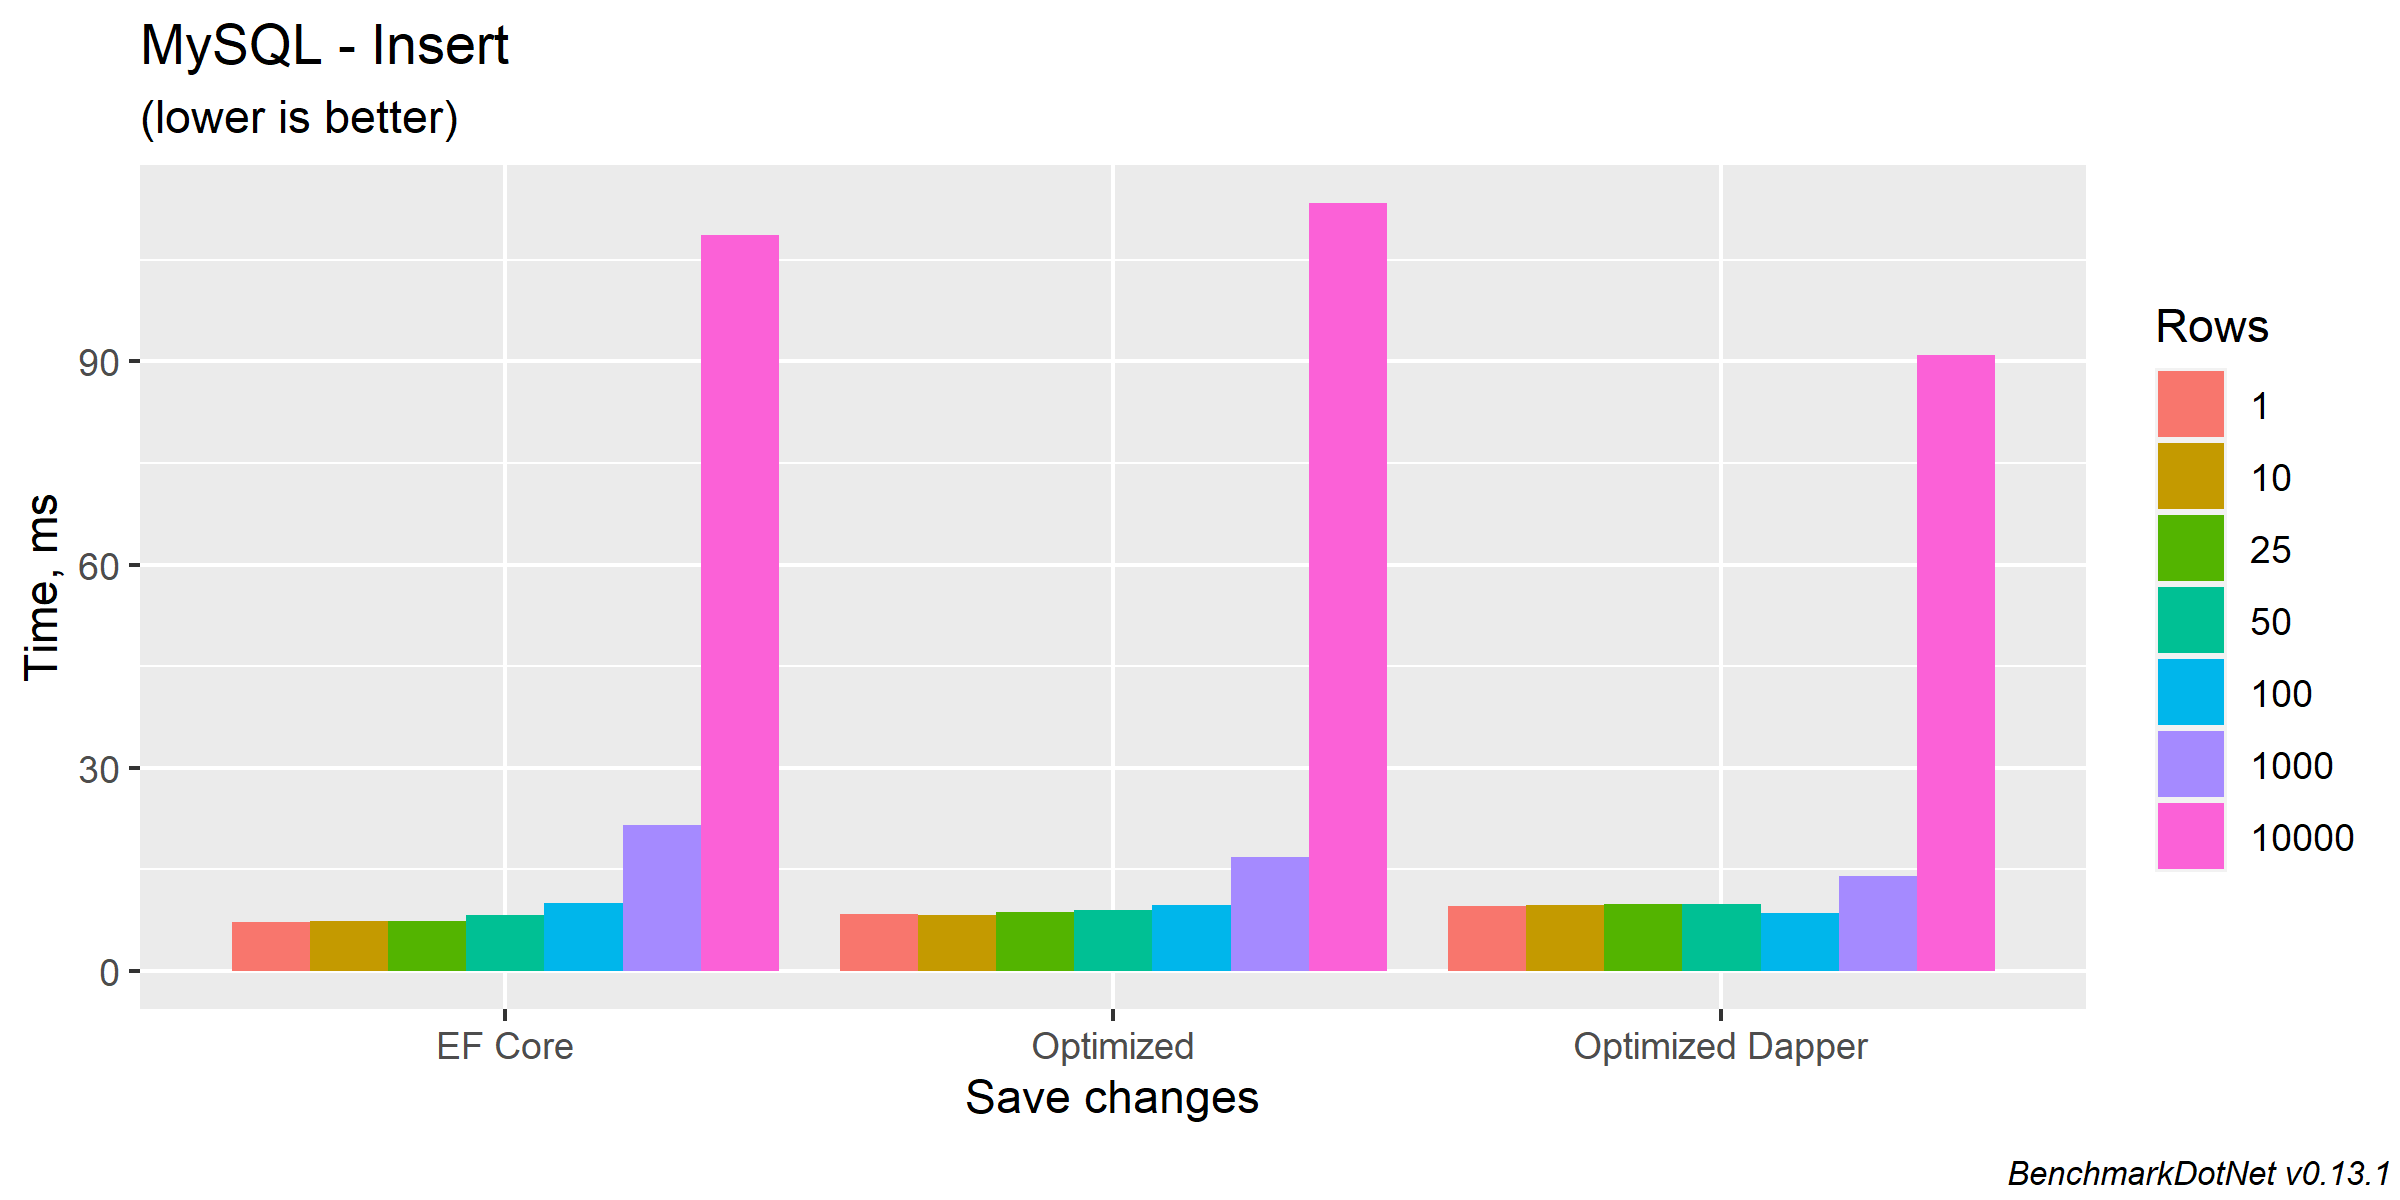 MySQL - Insert
(lower is better)
Time, ms
90
60
30
0
EF Core
Optimized
Optimized Dapper
Save changes
Rows
1
10
25
50
100
1000
10000
BenchmarkDotNet v0.13.1